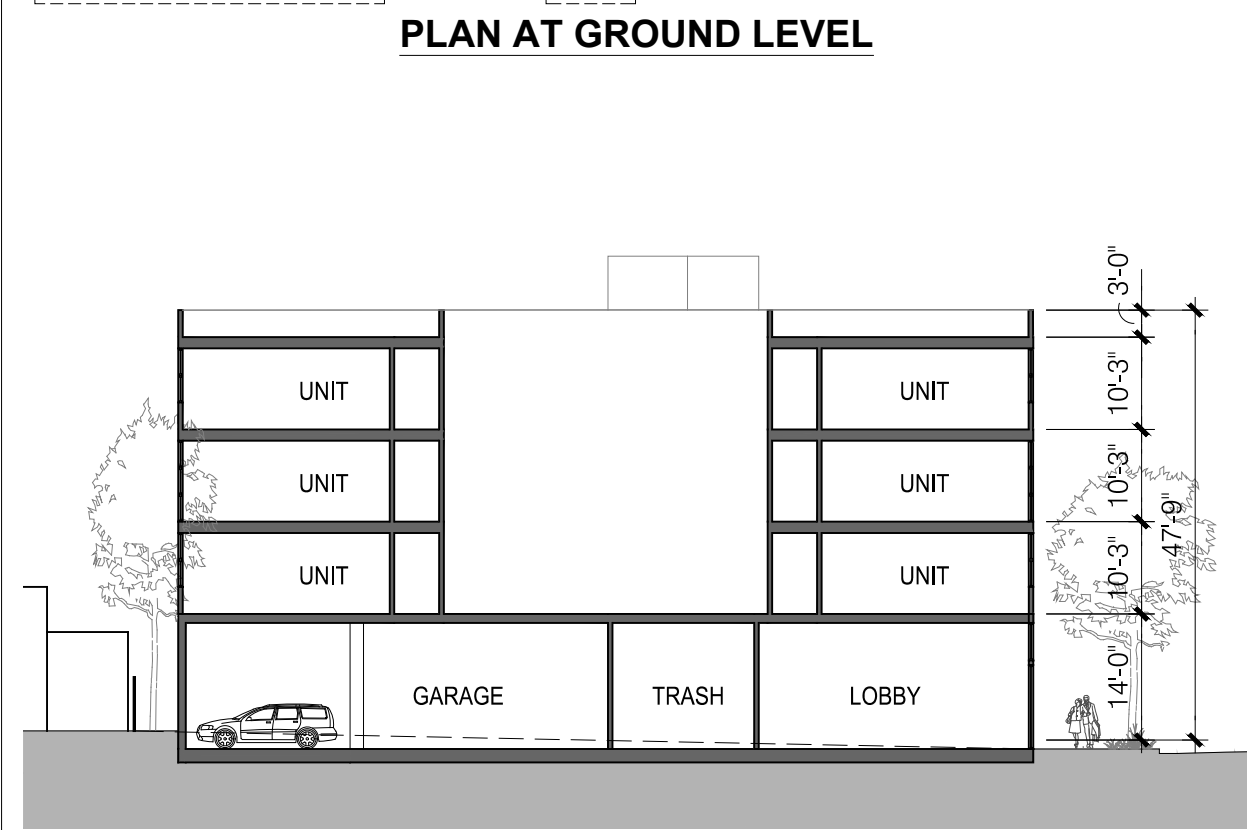 PLAN AT GROUND LEVEL
3'-0"
UNIT
UNIT
10'-3"
UNIT
UNIT
10'-3"
47'-9"
UNIT
UNIT
10'-3"
GARAGE
TRASH
LOBBY
14'-0"